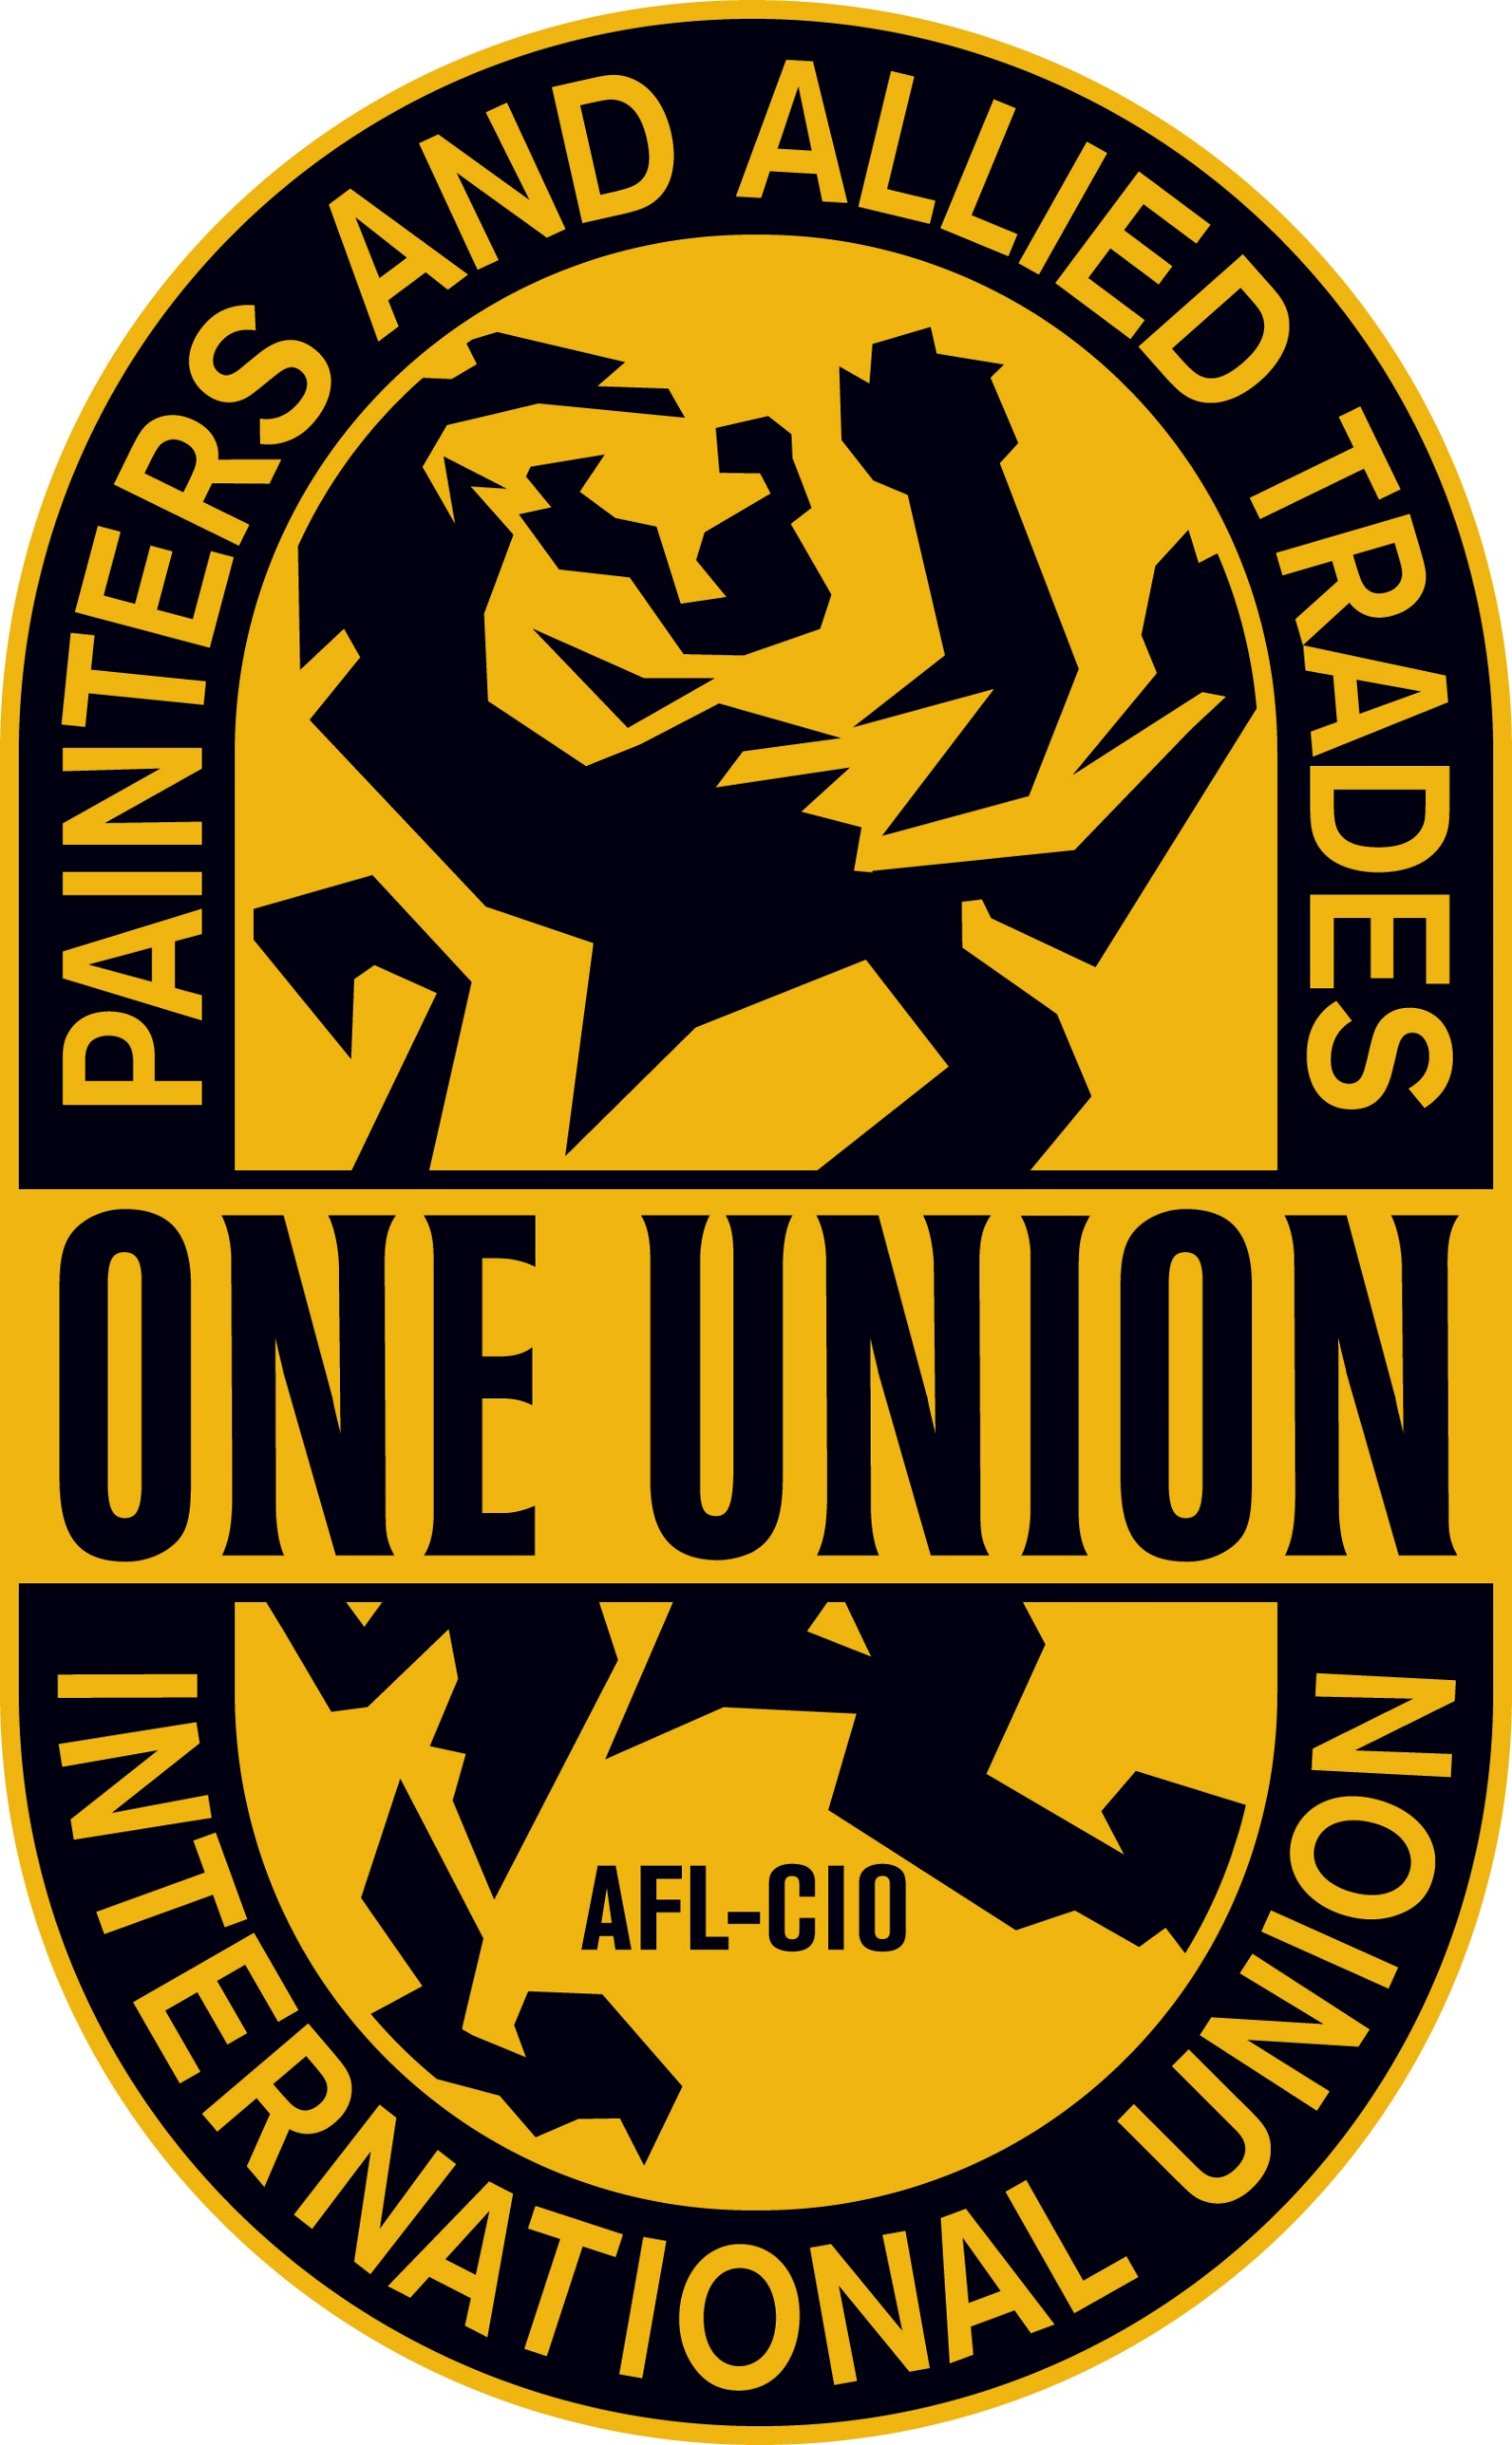 PAINTERS AND ALLIED TRADES
ONE UNION
AFL-CIO
INTERNATIONAL UNION